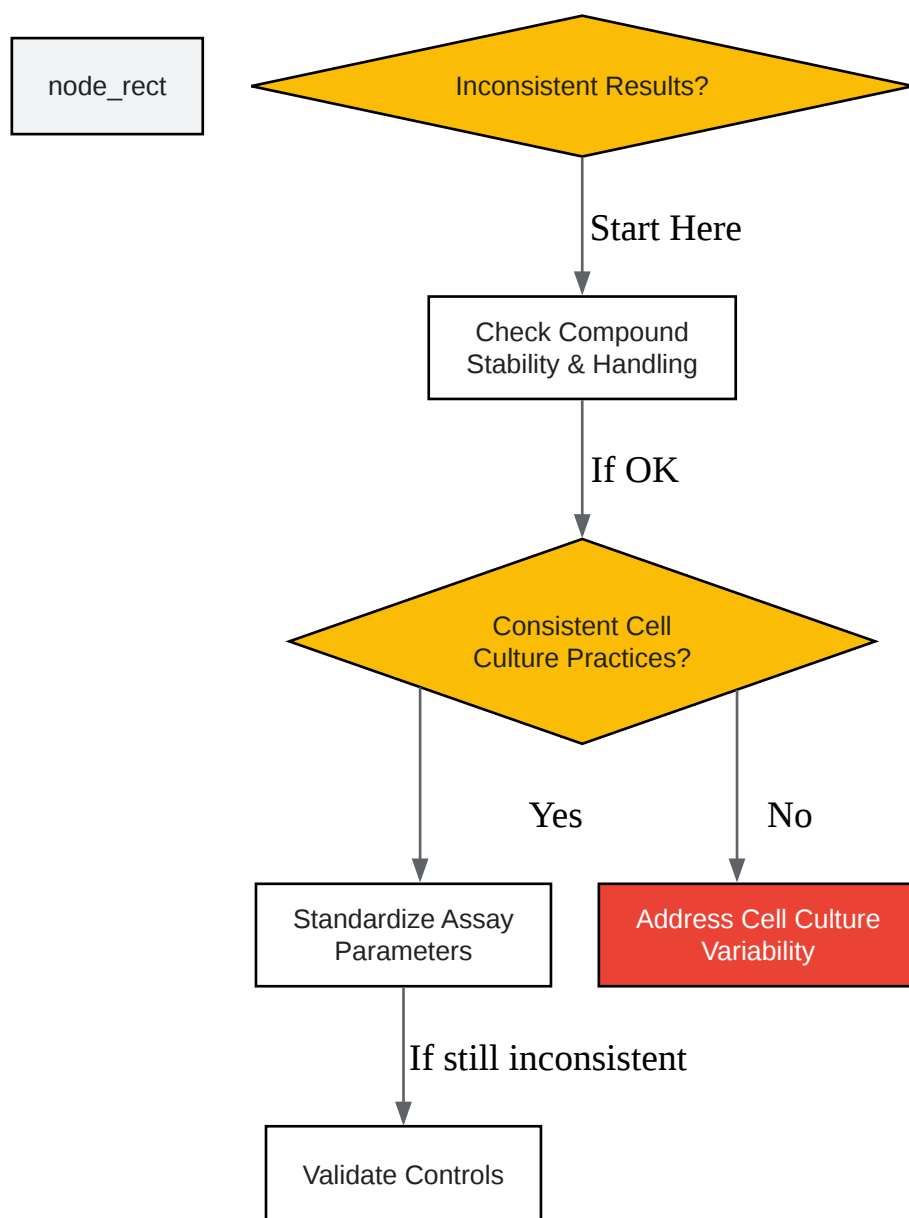 node_rect
Inconsistent Results?
Start Here
Check Compound
Stability & Handling
If OK
Consistent Cell
Culture Practices?
Yes
No
Standardize Assay
Parameters
Address Cell Culture
Variability
If still inconsistent
Validate Controls